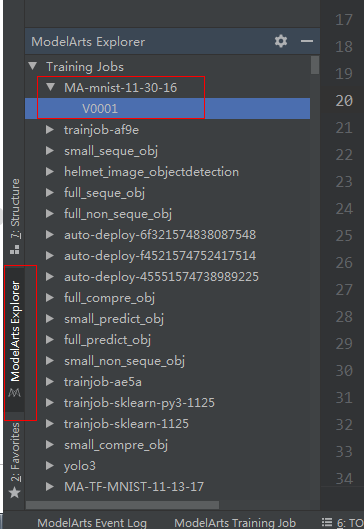 ModelArts Explorer
Training Jobs
MA-mnist-11-30-16
V0001
trainjob-af9e
small_seque_obj
helmet_image_objectdetection
full_seque_obj
full_non_seque_obj
auto-deploy-6f321574838087548
auto-deploy-f4521574752417514
auto-deploy-45551574738989225
full_compre_obj
small_predict_obj
full_predict_obj
small_non_seque_obj
trainjob-ae5a
trainjob-sklearn-py3-1125
trainjob-sklearn-1125
small_compre_obj
yolo3
MA-TF-MNIST-11-13-17
7: Structure
ModelArts Explorer
2: Favorites
17
18
19
20
21
22
23
24
25
26
27
28
29
30
31
32
33
34
ModelArts Event Log
ModelArts Training Job
6: TO